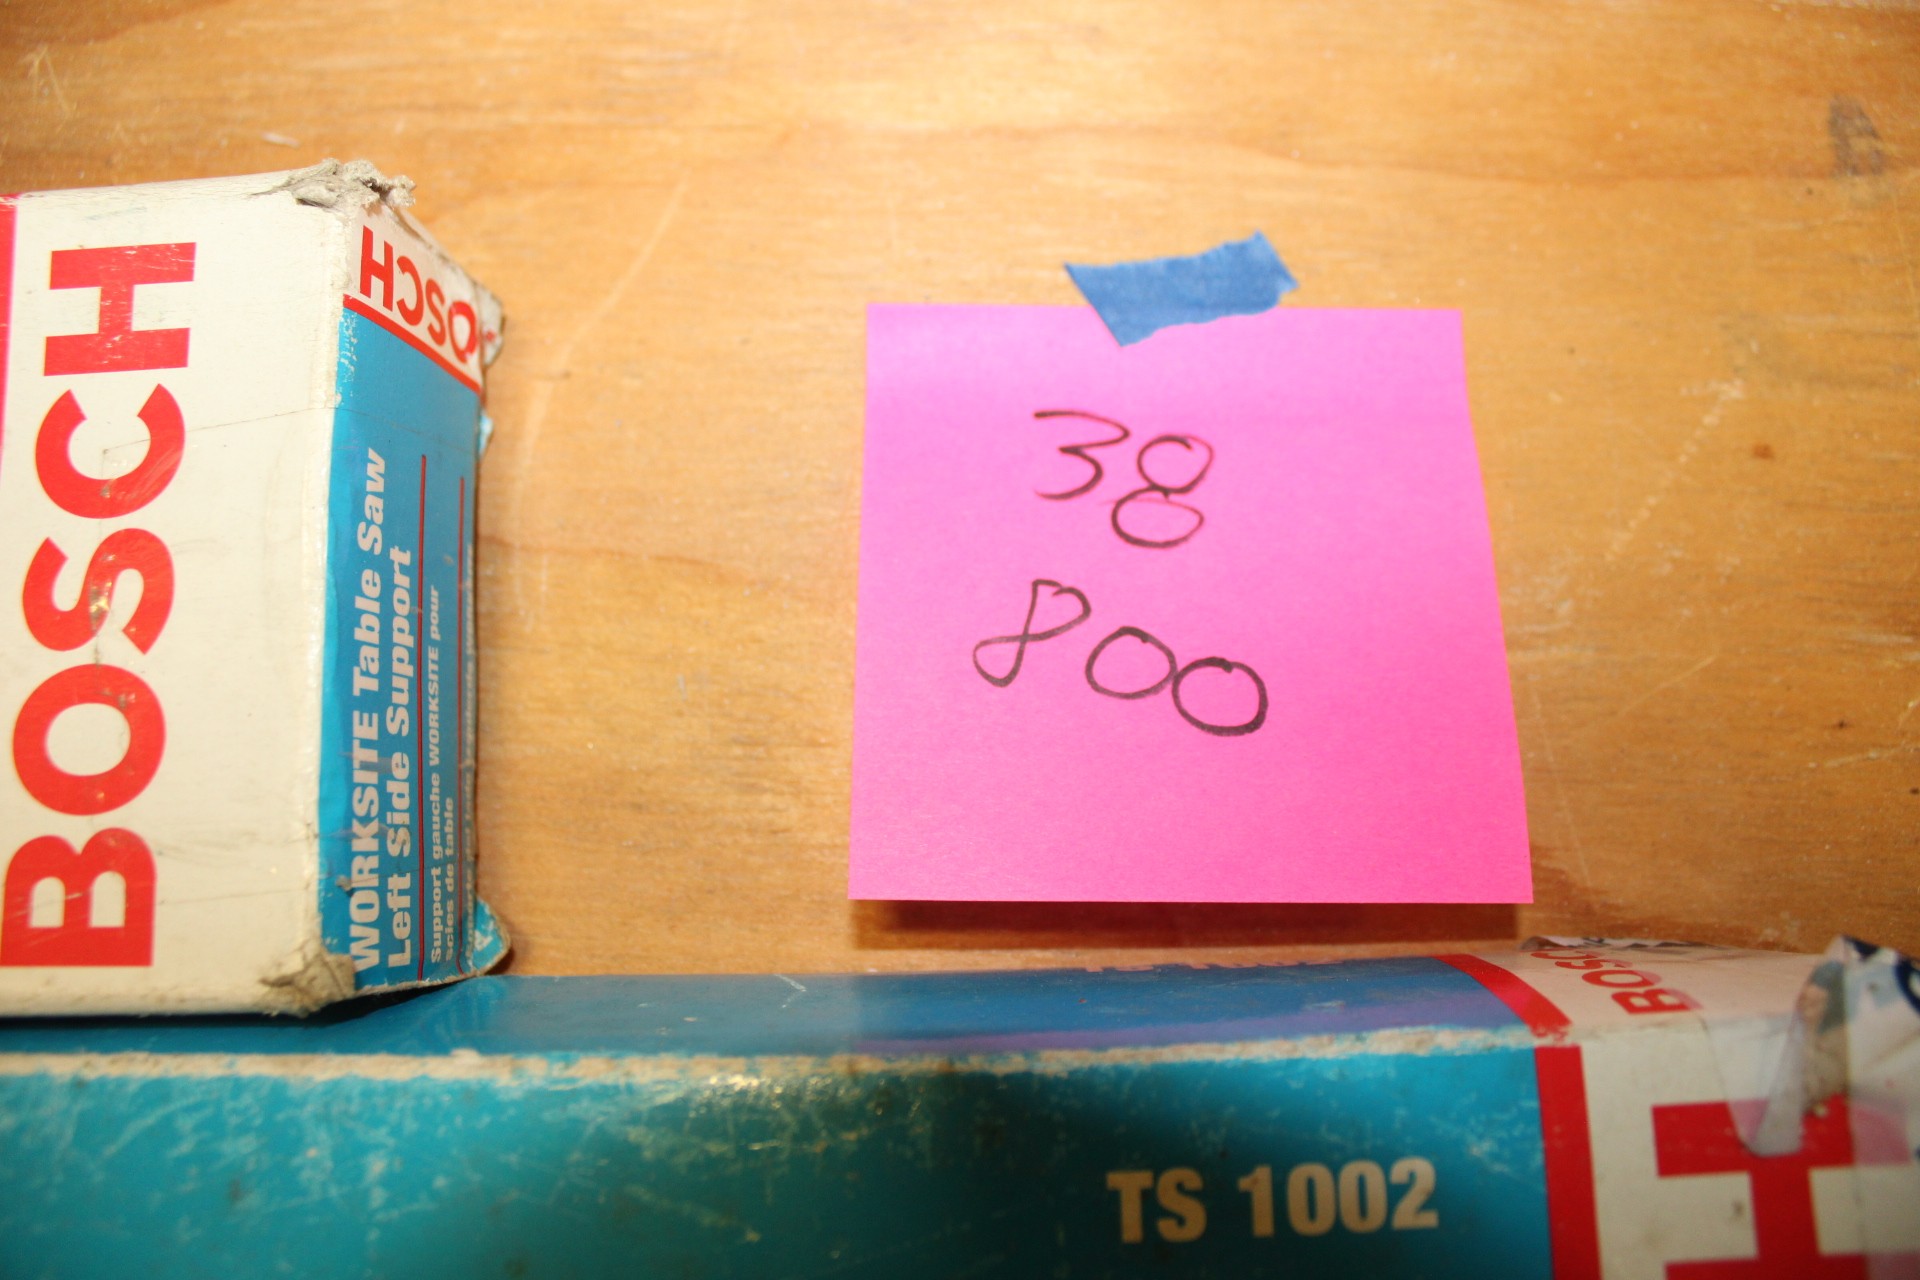 BOSCH
BOSCH
WORKSITE Table Saw
Left Side Support
Support gauche WORKSITE pour
scies de table
38
800
BOSCH
TS 1002
H